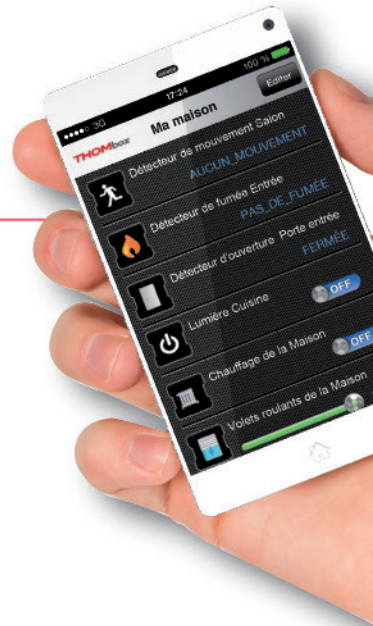 3G 17:24 100 %
THOMbox Ma maison Editer
Détecteur de mouvement Salon
AUCUN_MOUVEMENT
Détecteur de fumée Entrée
PAS_DE_FUMÉE
Détecteur d'ouverture Porte entrée
FERMÉE
Lumière Cuisine OFF
Chauffage de la Maison OFF
Volets roulants de la Maison